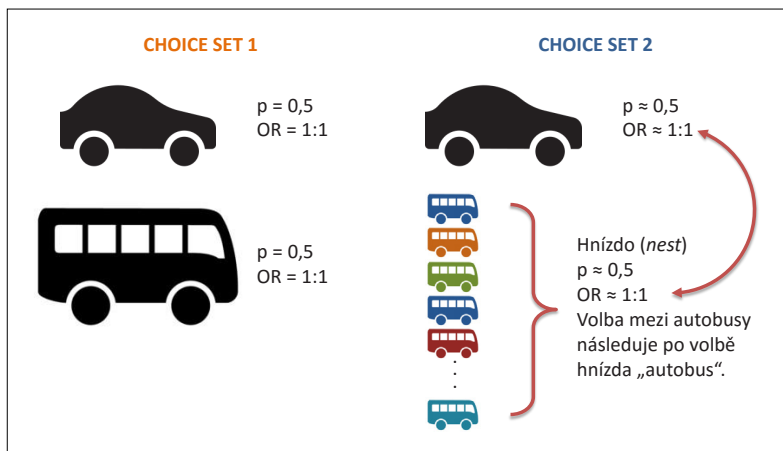 CHOICE SET 1
p = 0,5
OR = 1:1
p = 0,5
OR = 1:1
CHOICE SET 2
p ≈ 0,5
OR ≈ 1:1
Hnízdo (nest)
p ≈ 0,5
OR ≈ 1:1
Volba mezi autobusy
následuje po volbě
hnízda „autobus“.